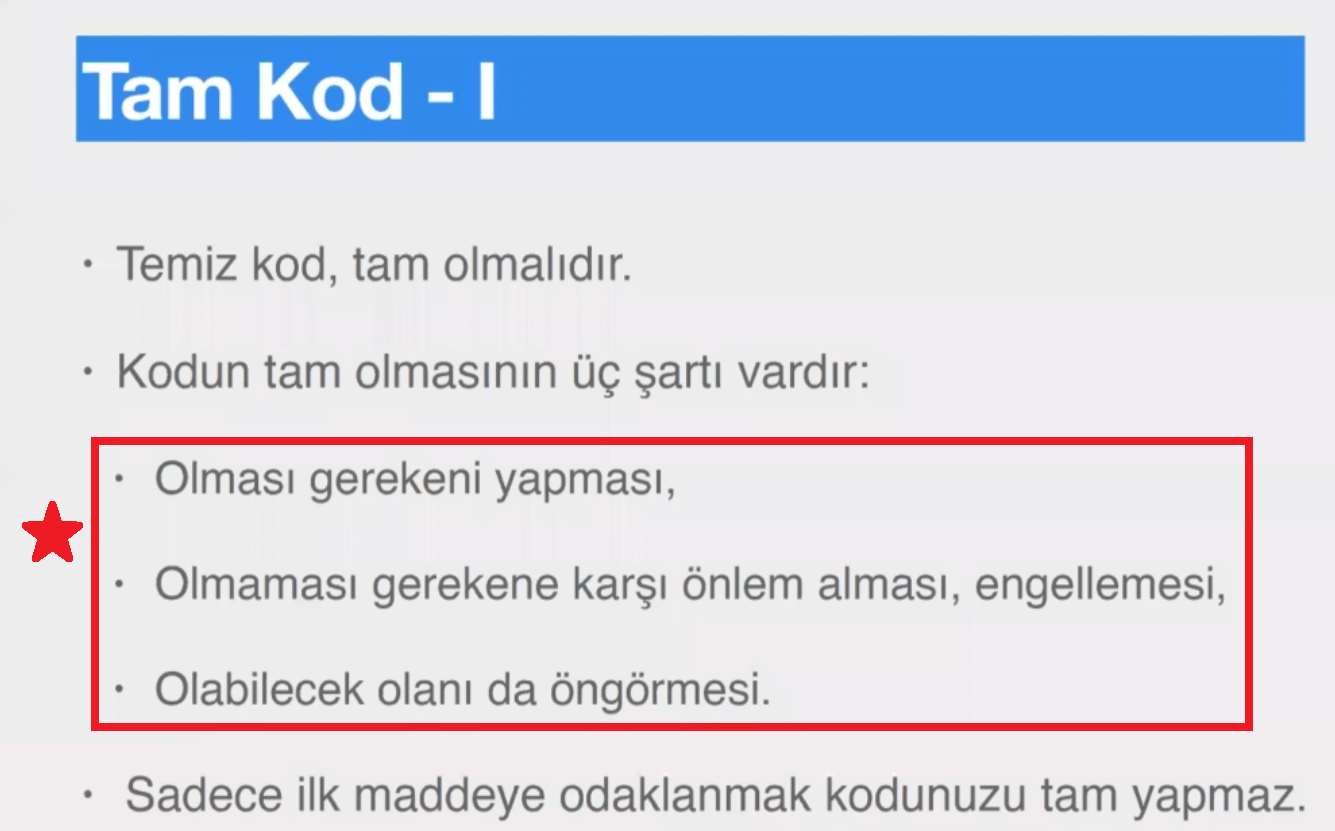 Tam Kod - I
• Temiz kod, tam olmalıdır.
• Kodun tam olmasının üç şartı vardır:
• Olması gerekeni yapması,
• Olmaması gerekene karşı önlem alması, engellemesi,
• Olabilecek olanı da öngörmesi.
• Sadece ilk maddeye odaklanmak kodunuzu tam yapmaz.